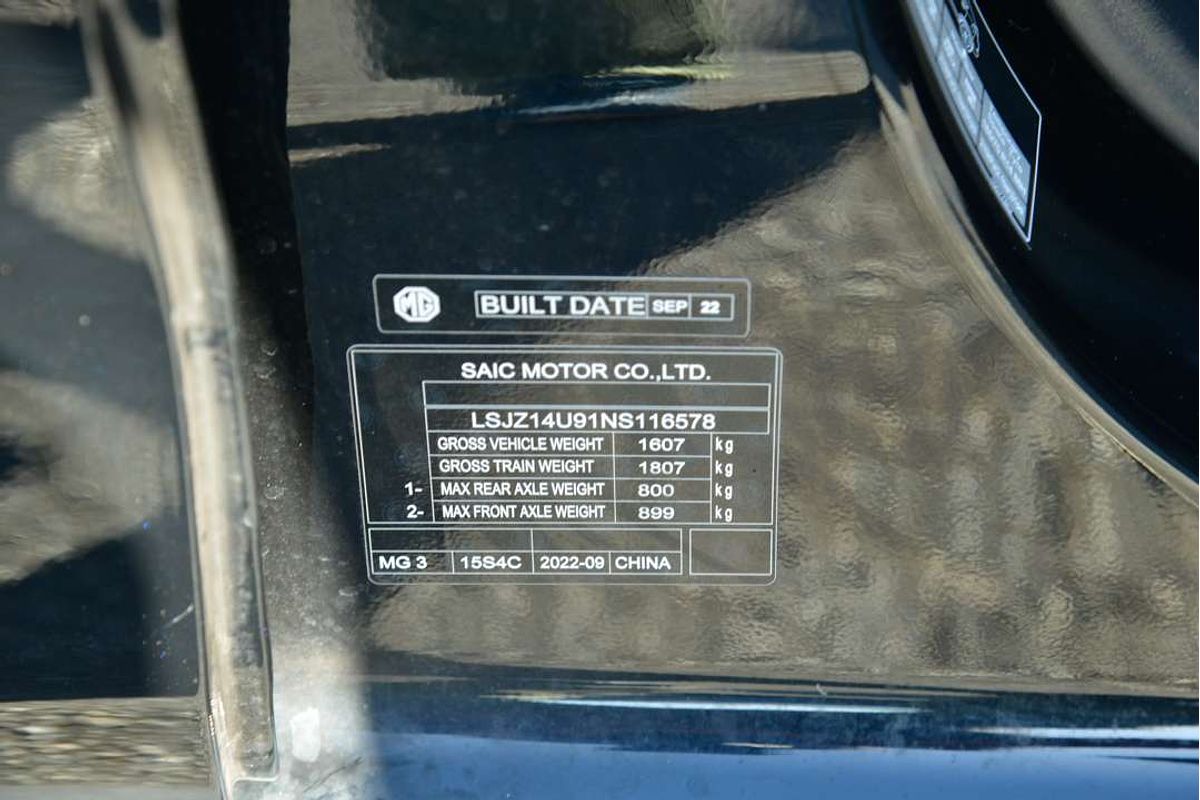 MG BUILT DATE SEP 22
SAIC MOTOR CO.,LTD.
LSJZ14U91NS116578
GROSS VEHICLE WEIGHT 1607 kg
GROSS TRAIN WEIGHT 1807 kg
1- MAX REAR AXLE WEIGHT 800 kg
2- MAX FRONT AXLE WEIGHT 899 kg
MG 3 15S4C 2022-09 CHINA